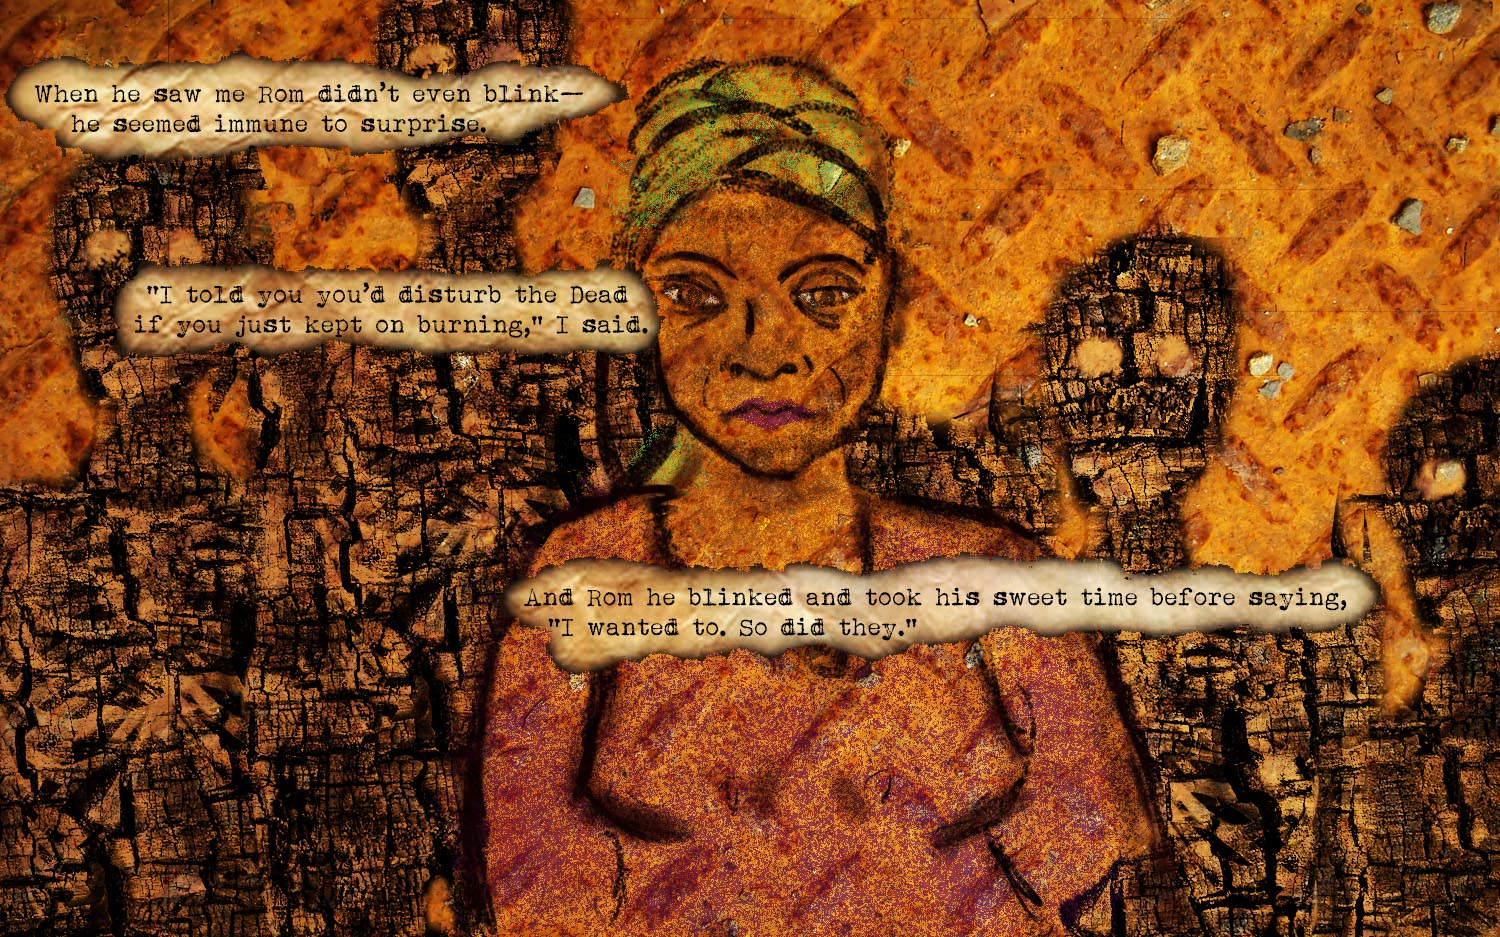 When he saw me Rom didn't even blink—
he seemed immune to surprise.
"I told you you'd disturb the Dead
if you just kept on burning," I said.
And Rom he blinked and took his sweet time before saying,
"I wanted to. So did they."